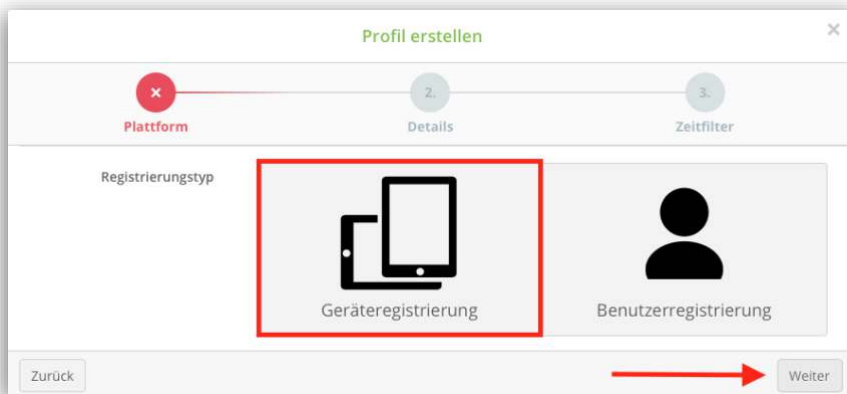 Profil erstellen
×
×
2.
3.
Plattform
Details
Zeitfilter
Registrierungstyp
Geräteregistrierung
Benutzerregistrierung
Zurück
Weiter